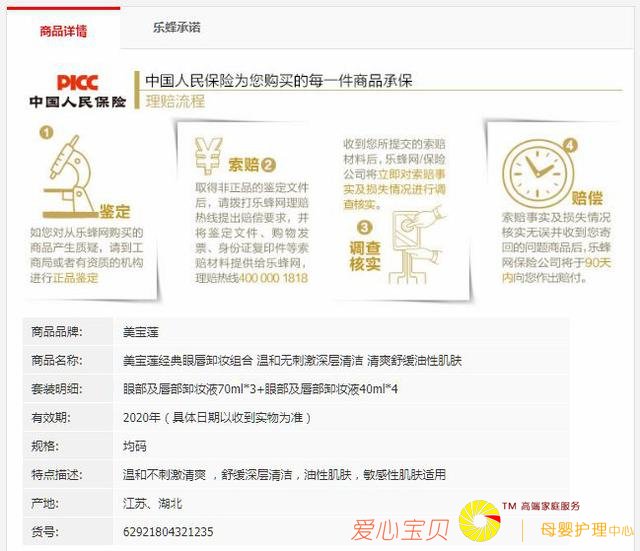 商品详情
乐蜂承诺
PICC
中国人民保险
中国人民保险为您购买的每一件商品承保
理赔流程
1
鉴定
如您对从乐蜂网购买的
商品产生质疑，请到工
商局或者有资质的机构
进行正品鉴定
索赔 2
取得非正品的鉴定文件
后，请拨打乐蜂网理赔
热线提出赔偿要求，并
将鉴定文件、购物发
票、身份证复印件等索
赔材料提供给乐蜂网，
理赔热线400 000 1818
收到您所提交的索赔
材料后，乐蜂网/保险
公司将立即对索赔事
实及损失情况进行调
查核实。
3
调查
核实
4
赔偿
索赔事实及损失情况
核实无误并收到您寄
回的问题商品后，乐蜂
网保险公司将于90天
内向您作出赔付。
商品品牌: 美宝莲
商品名称: 美宝莲经典眼唇卸妆组合 温和无刺激深层清洁 清爽舒缓油性肌肤
套装明细: 眼部及唇部卸妆液70ml*3+眼部及唇部卸妆液40ml*4
有效期: 2020年（具体日期以收到实物为准）
规格: 均码
特点描述: 温和不刺激清爽 ，舒缓深层清洁，油性肌肤，敏感性肌肤适用
产地: 江苏、湖北
货号: 62921804321235
爱心宝贝
TM 高端家庭服务
母婴护理中心